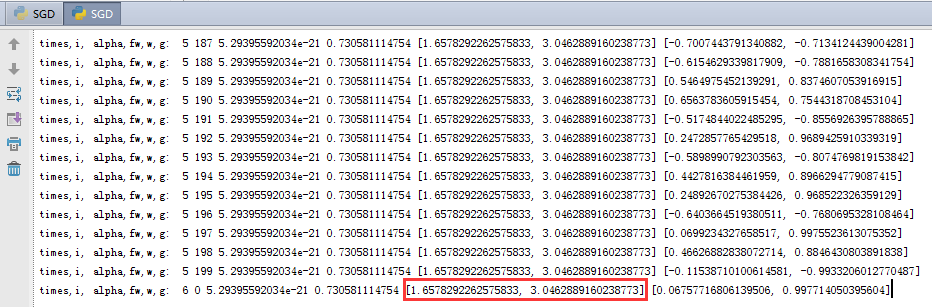 SGD SGD
times,i, alpha,fw,w,g: 5 187 5.29395592034e-21 0.730581114754 [1.6578292262575833, 3.0462889160238773] [-0.7007443791340882, -0.7134124439004281]
times,i, alpha,fw,w,g: 5 188 5.29395592034e-21 0.730581114754 [1.6578292262575833, 3.0462889160238773] [-0.6154629339817909, -0.7881658308341754]
times,i, alpha,fw,w,g: 5 189 5.29395592034e-21 0.730581114754 [1.6578292262575833, 3.0462889160238773] [0.5464975452139291, 0.8374607053916915]
times,i, alpha,fw,w,g: 5 190 5.29395592034e-21 0.730581114754 [1.6578292262575833, 3.0462889160238773] [0.6563783605915454, 0.7544318708453104]
times,i, alpha,fw,w,g: 5 191 5.29395592034e-21 0.730581114754 [1.6578292262575833, 3.0462889160238773] [-0.5174844022485295, -0.8556926395788865]
times,i, alpha,fw,w,g: 5 192 5.29395592034e-21 0.730581114754 [1.6578292262575833, 3.0462889160238773] [0.2472857765429518, 0.9689425910339319]
times,i, alpha,fw,w,g: 5 193 5.29395592034e-21 0.730581114754 [1.6578292262575833, 3.0462889160238773] [-0.5898990792303563, -0.8074769819153842]
times,i, alpha,fw,w,g: 5 194 5.29395592034e-21 0.730581114754 [1.6578292262575833, 3.0462889160238773] [0.4427816384461959, 0.8966294779087415]
times,i, alpha,fw,w,g: 5 195 5.29395592034e-21 0.730581114754 [1.6578292262575833, 3.0462889160238773] [0.24892670275384426, 0.968522326359129]
times,i, alpha,fw,w,g: 5 196 5.29395592034e-21 0.730581114754 [1.6578292262575833, 3.0462889160238773] [-0.6403664519380511, -0.7680695328108464]
times,i, alpha,fw,w,g: 5 197 5.29395592034e-21 0.730581114754 [1.6578292262575833, 3.0462889160238773] [0.0699234327658517, 0.9975523613075352]
times,i, alpha,fw,w,g: 5 198 5.29395592034e-21 0.730581114754 [1.6578292262575833, 3.0462889160238773] [0.46626882838072714, 0.8846430803891838]
times,i, alpha,fw,w,g: 5 199 5.29395592034e-21 0.730581114754 [1.6578292262575833, 3.0462889160238773] [-0.11538710100614581, -0.9933206012770487]
times,i, alpha,fw,w,g: 6 0 5.29395592034e-21 0.730581114754 [1.6578292262575833, 3.0462889160238773] [0.06757716806139506, 0.997714050395604]